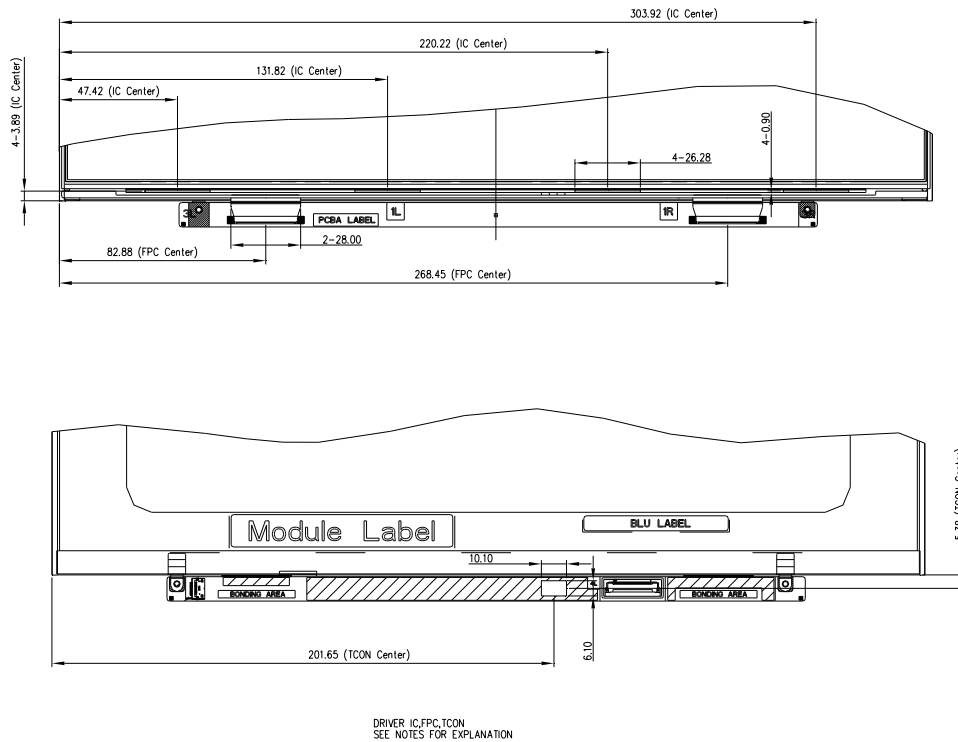 303.92 (IC Center)
220.22 (IC Center)
131.82 (IC Center)
47.42 (IC Center)
4-3.89 (IC Center)
4-0.90
4-26.28
1L
1R
PCBA LABEL
2-28.00
82.88 (FPC Center)
268.45 (FPC Center)
Module Label
BLU LABEL
(TCON Center)
10.10
BONDING AREA
BONDING AREA
201.65 (TCON Center)
6.10
DRIVER IC,FPC,TCON
SEE NOTES FOR EXPLANATION